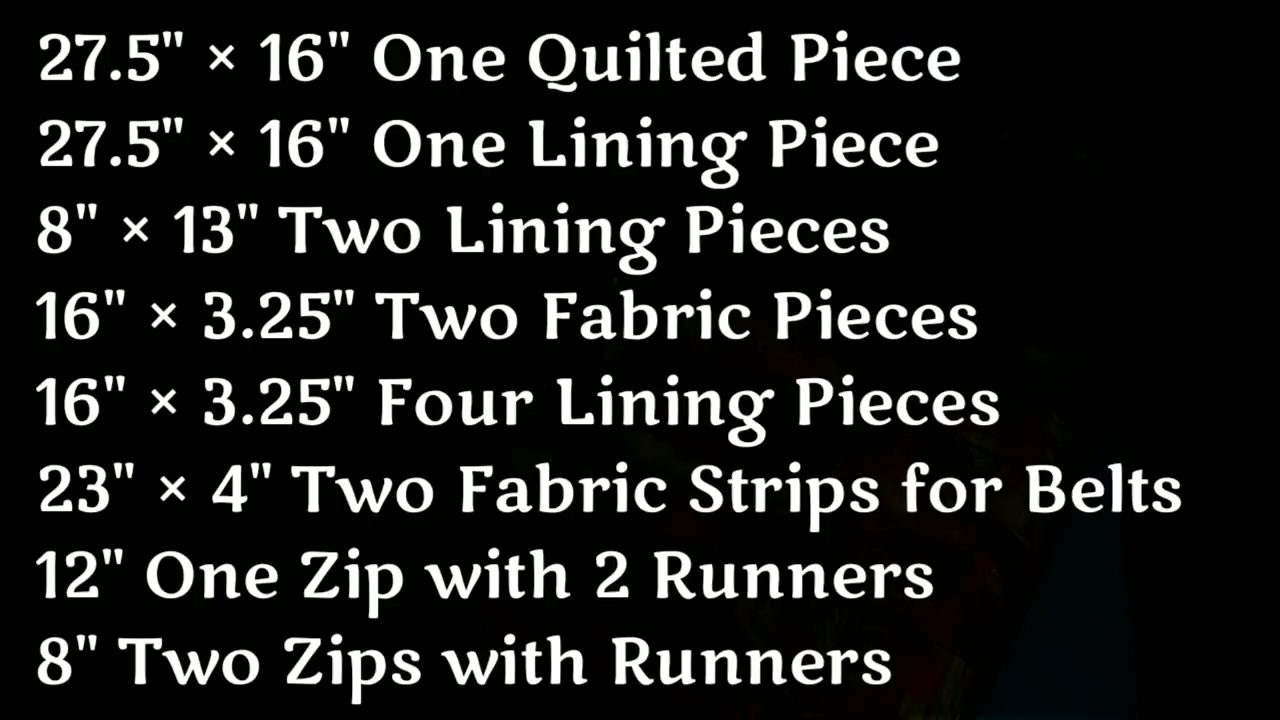 27.5" × 16" One Quilted Piece
27.5" × 16" One Lining Piece
8" × 13" Two Lining Pieces
16" × 3.25" Two Fabric Pieces
16" × 3.25" Four Lining Pieces
23" × 4" Two Fabric Strips for Belts
12" One Zip with 2 Runners
8" Two Zips with Runners